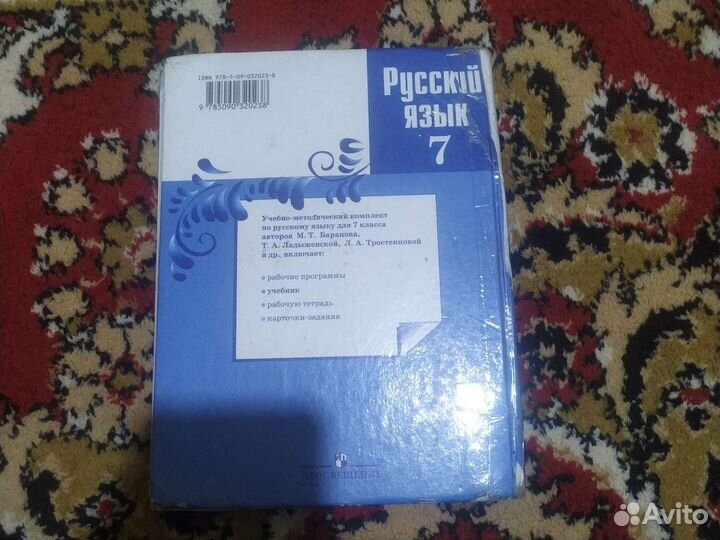 ISBN 978-5-09-032023-8
9 785090 320238
Русский
язык
7
Учебно-методический комплект
по русскому языку для 7 класса
авторов М. Т. Баранова,
Т. А. Ладыженской, Л. А. Тростенцовой
и др., включает:
рабочие программы
учебник
рабочую тетрадь
карточки-задания
ПРОСВЕЩЕНИЕ
Avito